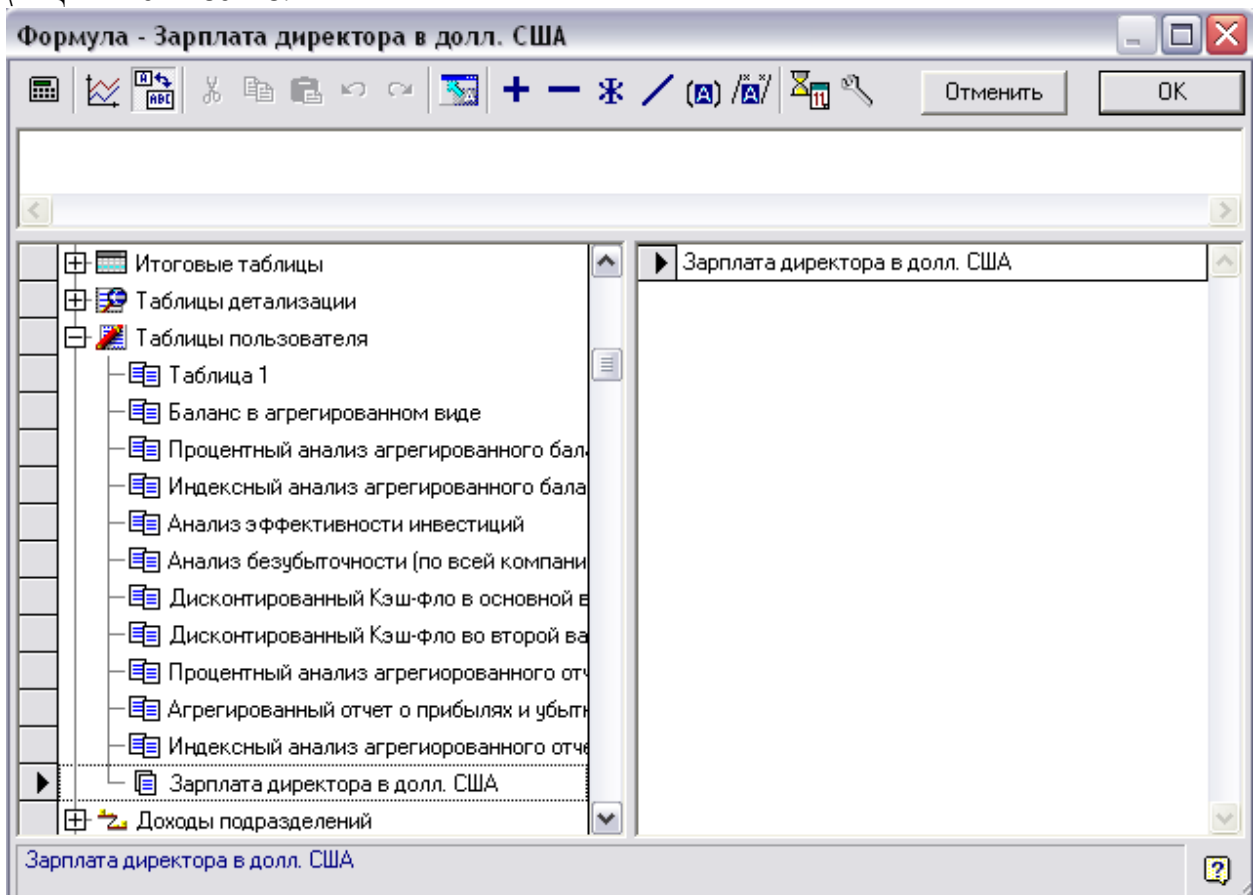 Формула - Зарплата директора в долл. США
Отменить
OK
Итоговые таблицы
Зарплата директора в долл. США
Таблицы детализации
Таблицы пользователя
Таблица 1
Баланс в агрегированном виде
Процентный анализ агрегированного бал
Индексный анализ агрегированного бала
Анализ эффективности инвестиций
Анализ безубыточности (по всей компани
Дисконтированный Кэш-фло в основной в
Дисконтированный Кэш-фло во второй ва
Процентный анализ агрегиорованного отч
Агрегированный отчет о прибылях и убытк
Индексный анализ агрегиорованного отче
Зарплата директора в долл. США
Доходы подразделений
Зарплата директора в долл. США